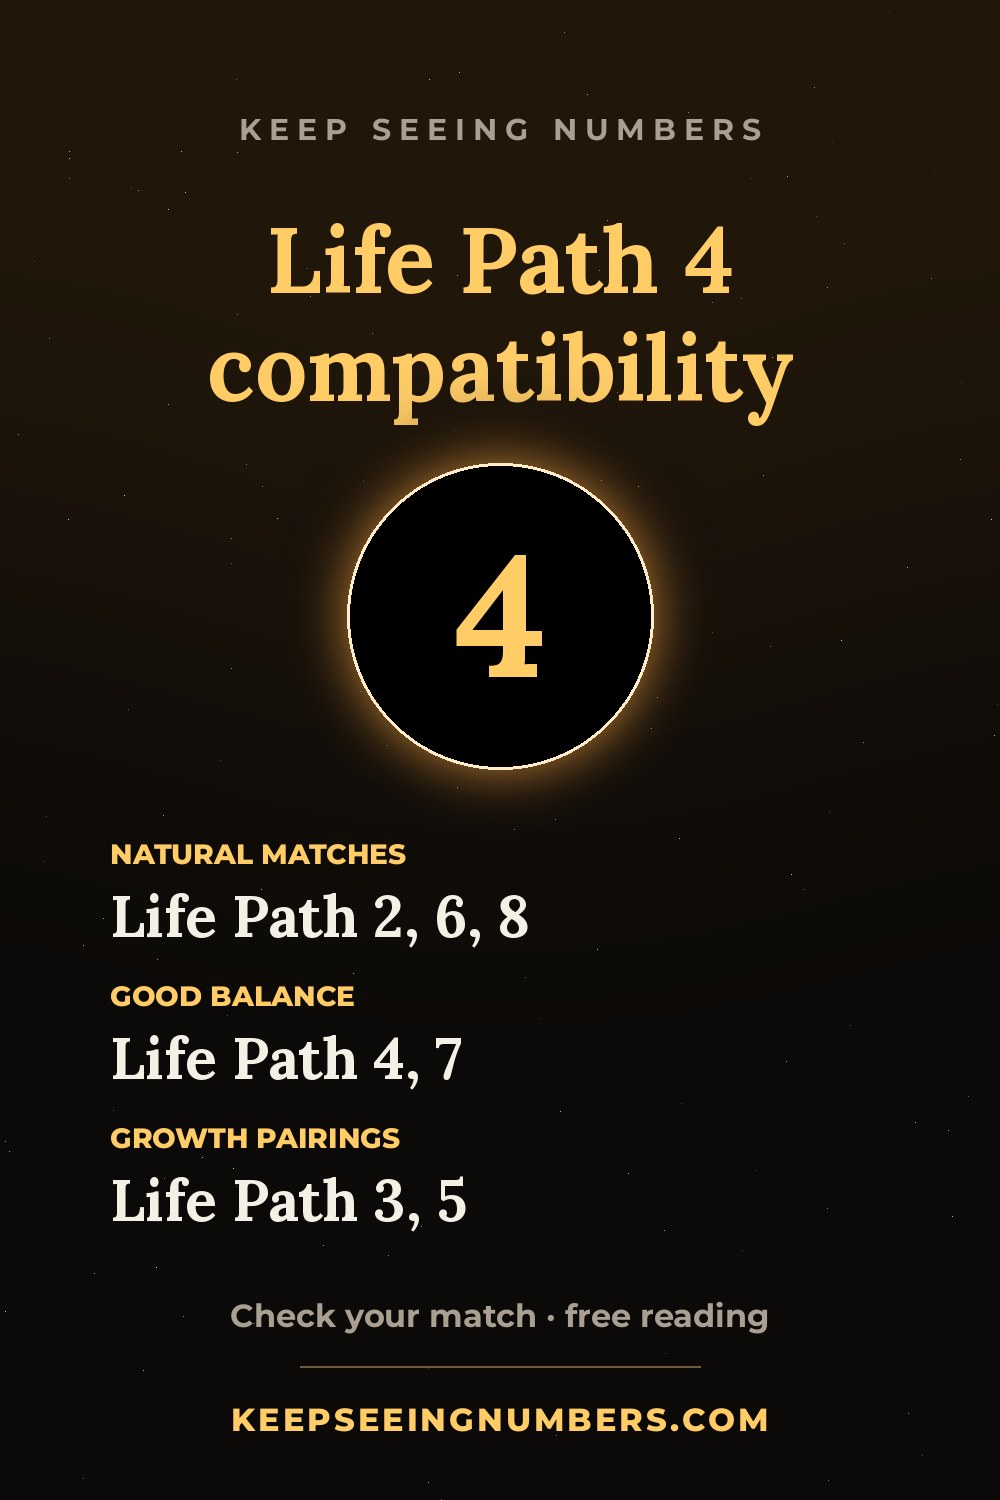 KEEP SEEING NUMBERS
Life Path 4
compatibility
4
NATURAL MATCHES
Life Path 2, 6, 8
GOOD BALANCE
Life Path 4, 7
GROWTH PAIRINGS
Life Path 3, 5
Check your match · free reading
KEEPSEEINGNUMBERS.COM